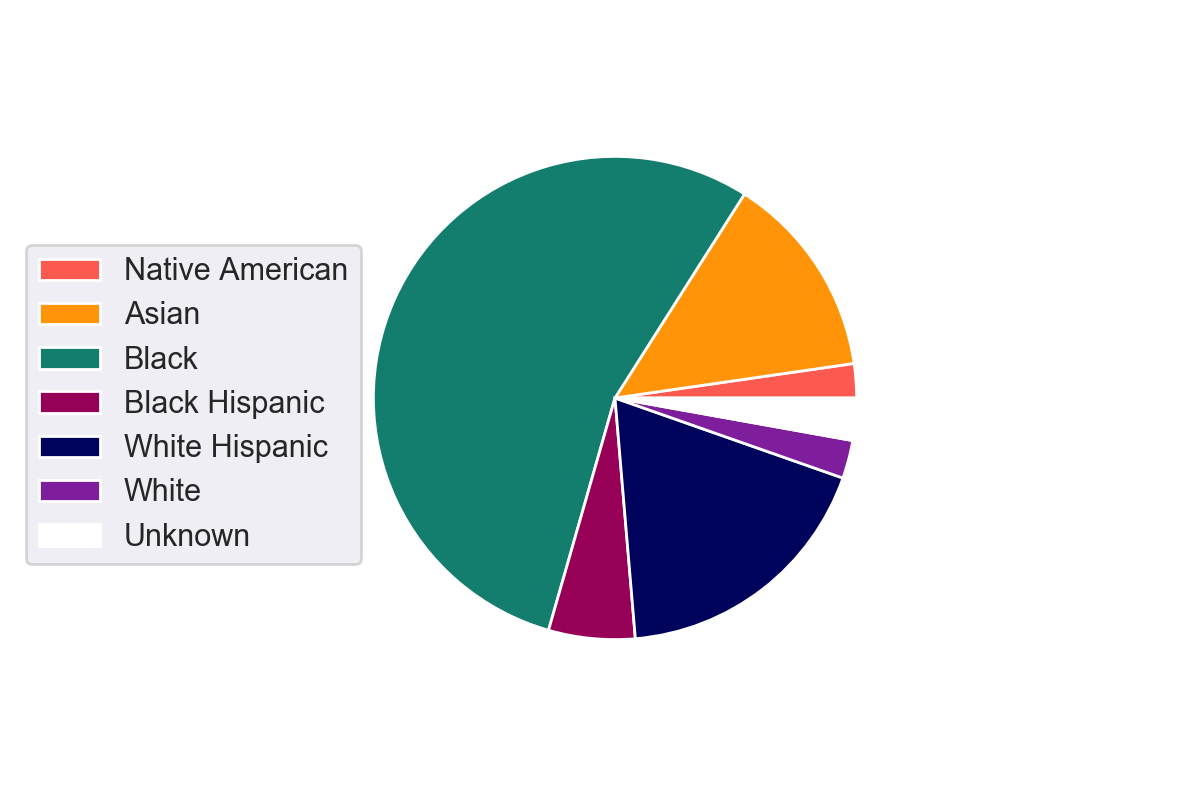 Native American
Asian
Black
Black Hispanic
White Hispanic
White
Unknown